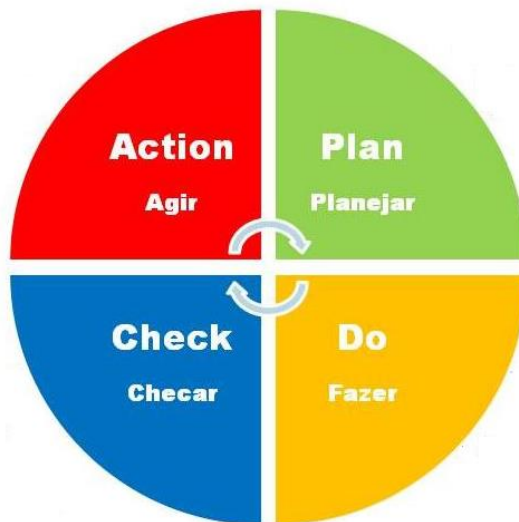 Action
Agir
Plan
Planejar
Check
Checar
Do
Fazer